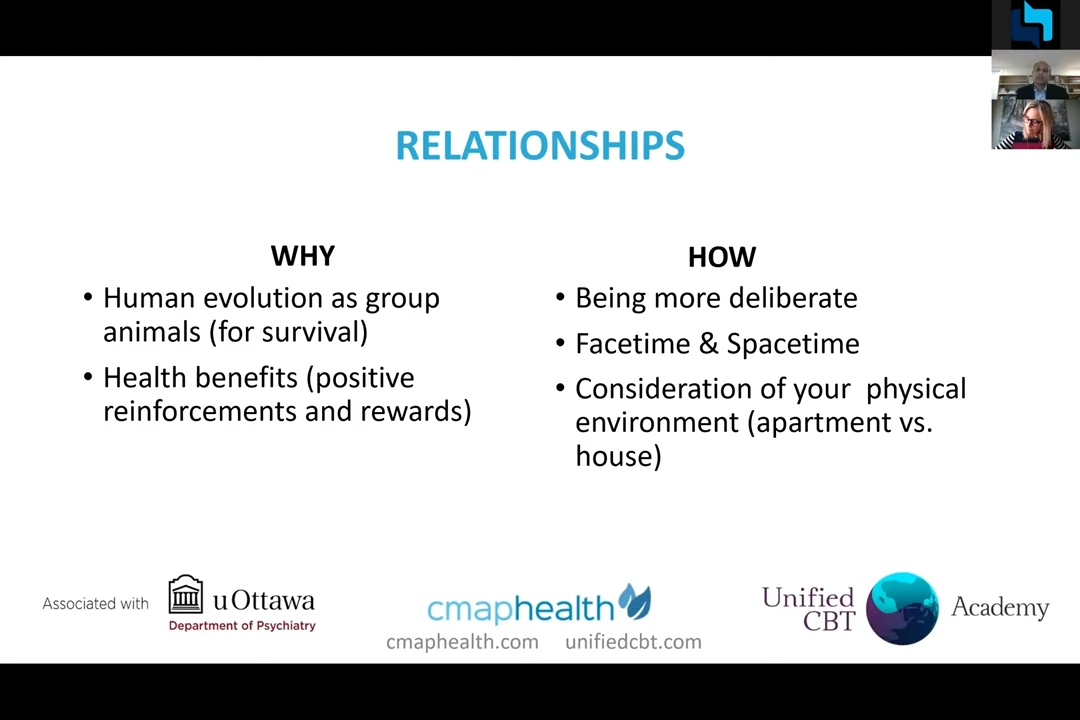 RELATIONSHIPS
WHY
• Human evolution as group
animals (for survival)
• Health benefits (positive
reinforcements and rewards)
HOW
• Being more deliberate
• Facetime & Spacetime
• Consideration of your  physical
environment (apartment vs.
house)
Associated with
uOttawa
Department of Psychiatry
cmaphealth
cmaphealth.com
unifiedcbt.com
Unified
CBT
Academy